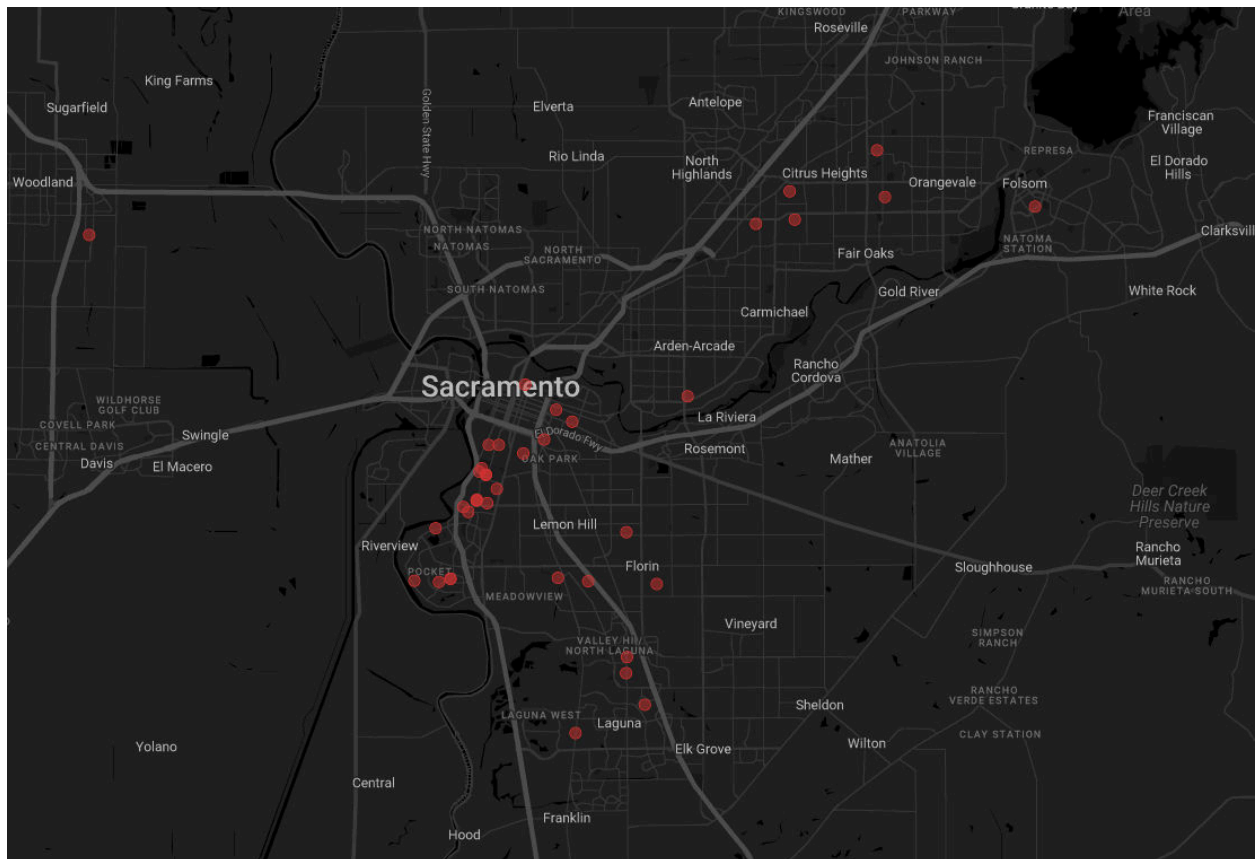 KINGSWOOD
PARKWAY
Area
Roseville
JOHNSON RANCH
King Farms
Sugarfield
Golden State Hwy
Elverta
Antelope
Franciscan
Village
Rio Linda
North
Highlands
REPRESA
El Dorado
Hills
Woodland
Citrus Heights
Orangevale
Folsom
NORTH NATOMAS
NATOMAS
NORTH
SACRAMENTO
NATOMA
STATION
Clarksvill
Fair Oaks
SOUTH NATOMAS
Gold River
White Rock
Carmichael
Arden-Arcade
Rancho
Cordova
Sacramento
WILDHORSE
GOLF CLUB
COVELL PARK
La Riviera
Swingle
El Dorado Fwy
CENTRAL DAVIS
Rosemont
ANATOLIA
VILLAGE
Davis
El Macero
OAK PARK
Mather
Deer Creek
Hills Nature
Preserve
Lemon Hill
Riverview
Rancho
Murieta
Florin
Sloughhouse
POCKET
RANCHO
MURIETA SOUTH
MEADOWVIEW
Vineyard
SIMPSON
RANCH
VALLEY HI /
NORTH LAGUNA
RANCHO
VERDE ESTATES
Sheldon
LAGUNA WEST
Laguna
CLAY STATION
Wilton
Yolano
Elk Grove
Central
Franklin
Hood